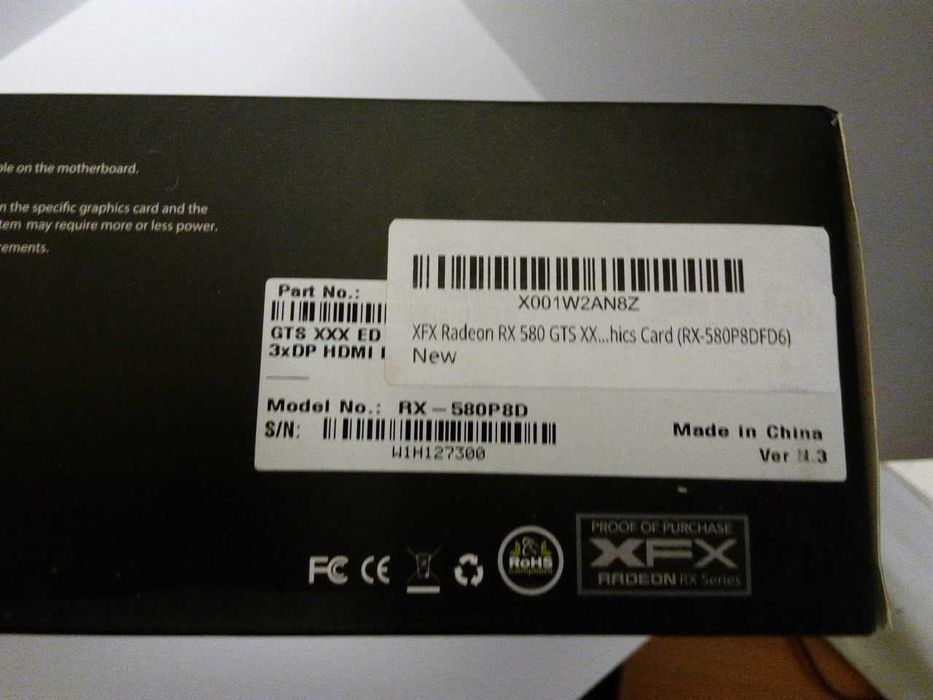 ble on the motherboard.
n the specific graphics card and the
tem may require more or less power.
rements.
X001W2AN8Z
XFX Radeon RX 580 GTS XX...hics Card (RX-580P8DFD6)
New
Part No.:
GTS XXX ED
3xDP HDMI
Model No.: RX-580P8D
S/N:
W1H127300
Made in China
Ver
FC CE
RoHS
compliant
PROOF OF PURCHASE
XFX
RADEON RX Series